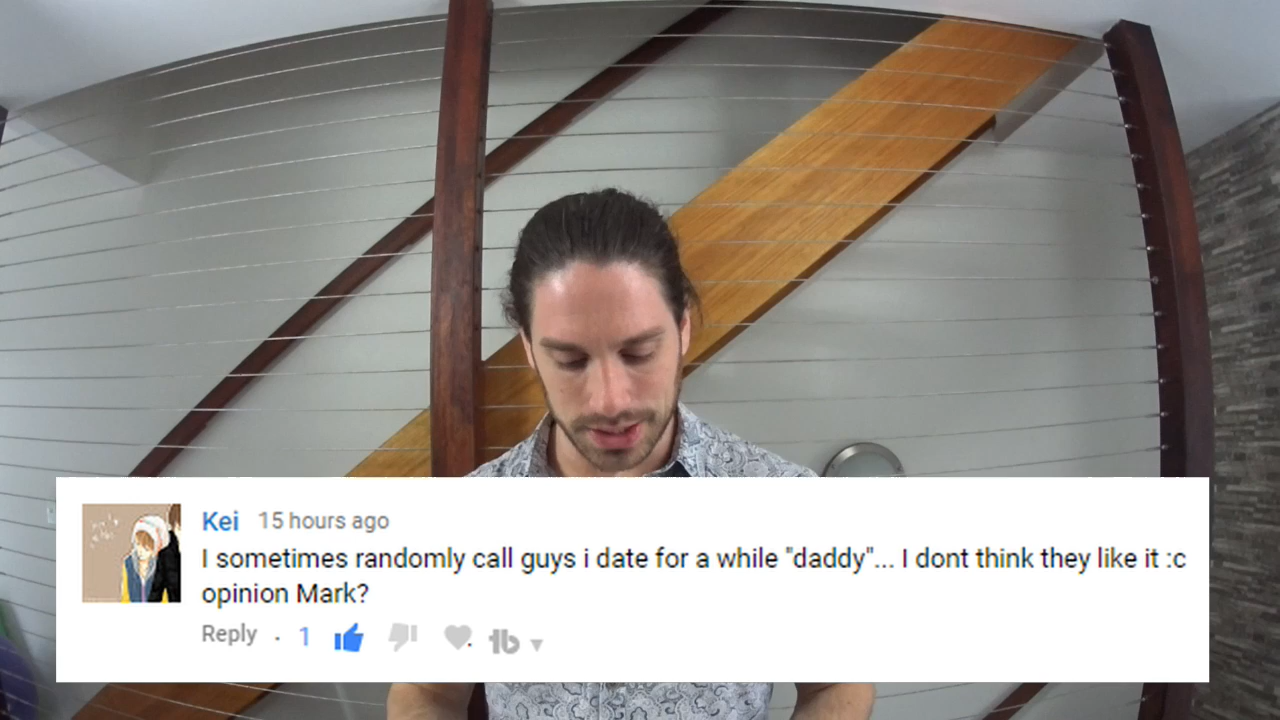 Kei 15 hours ago
I sometimes randomly call guys i date for a while "daddy"... I dont think they like it :c
opinion Mark?
Reply · 1